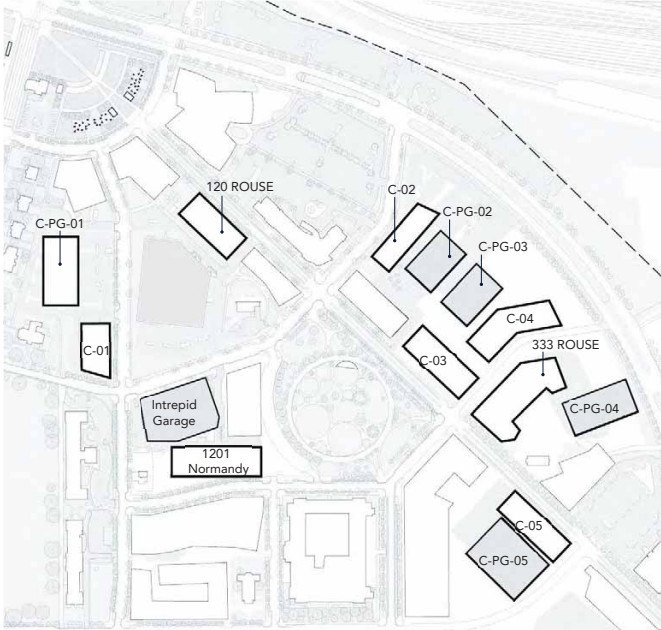 120 ROUSE
C-02
C-PG-02
C-PG-01
C-PG-03
C-04
333 ROUSE
C-01
C-03
Intrepid
Garage
C-PG-04
1201
Normandy
C-05
C-PG-05